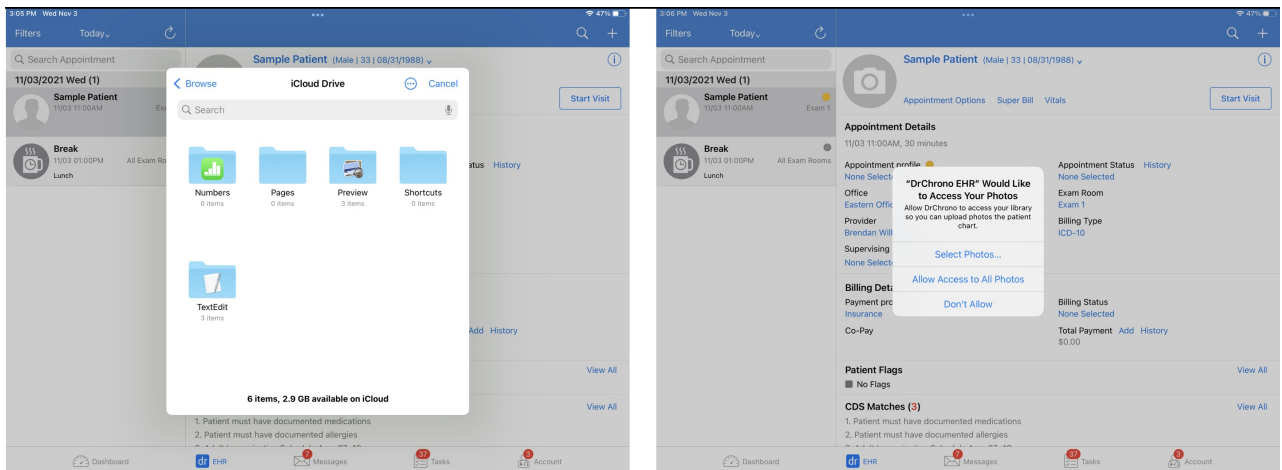 3:05 PM Wed Nov 3
47%
Filters
Today
Search Appointment
11/03/2021 Wed (1)
Sample Patient
11/03 11:00AM
Break
11/03 01:00PM
All Exam Ro
Lunch
Sample Patient (Male | 33 | 08/31/1988)
Start Visit
Browse
iCloud Drive
Cancel
Search
Numbers
0 items
Pages
0 items
Preview
3 items
Shortcuts
0 items
TextEdit
3 items
6 items, 2.9 GB available on iCloud
atus History
Add History
View All
View All
1. Patient must have documented medications
2. Patient must have documented allergies
Dashboard
dr EHR
7
Messages
37
Tasks
3
Account
3:06 PM Wed Nov 3
47%
Filters
Today
Search Appointment
11/03/2021 Wed (1)
Sample Patient
11/03 11:00AM
Exam 1
Break
11/03 01:00PM
All Exam Rooms
Lunch
Sample Patient (Male | 33 | 08/31/1988)
Appointment Options Super Bill Vitals
Start Visit
Appointment Details
11/03 11:00AM, 30 minutes
Appointment profile
None Selecte
Appointment Status History
None Selected
Office
Eastern Offic
Exam Room
Exam 1
Provider
Brendan Will
Billing Type
ICD-10
Supervising
None Selecte
"DrChrono EHR" Would Like
to Access Your Photos
Allow DrChrono to access your library
so you can upload photos the patient
chart.
Select Photos...
Allow Access to All Photos
Don't Allow
Billing Deta
Payment pro
Insurance
Billing Status
None Selected
Co-Pay
Total Payment Add History
$0.00
Patient Flags
View All
No Flags
CDS Matches (3)
View All
1. Patient must have documented medications
2. Patient must have documented allergies
Dashboard
dr EHR
7
Messages
37
Tasks
3
Account